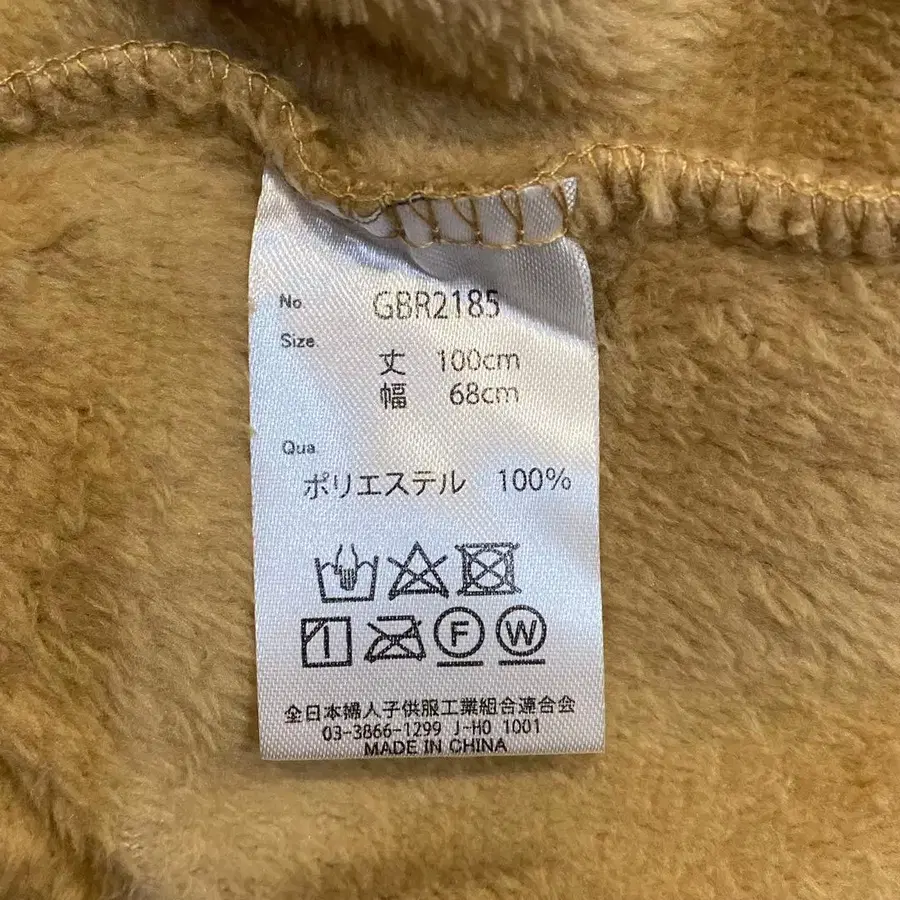 No GBR2185
Size.
丈 100cm
幅 68cm
Qua
ポリエステル 100%
F W
全日本婦人子供服工業組合連合会
03-3866-1299 J-HO 1001
MADE IN CHINA